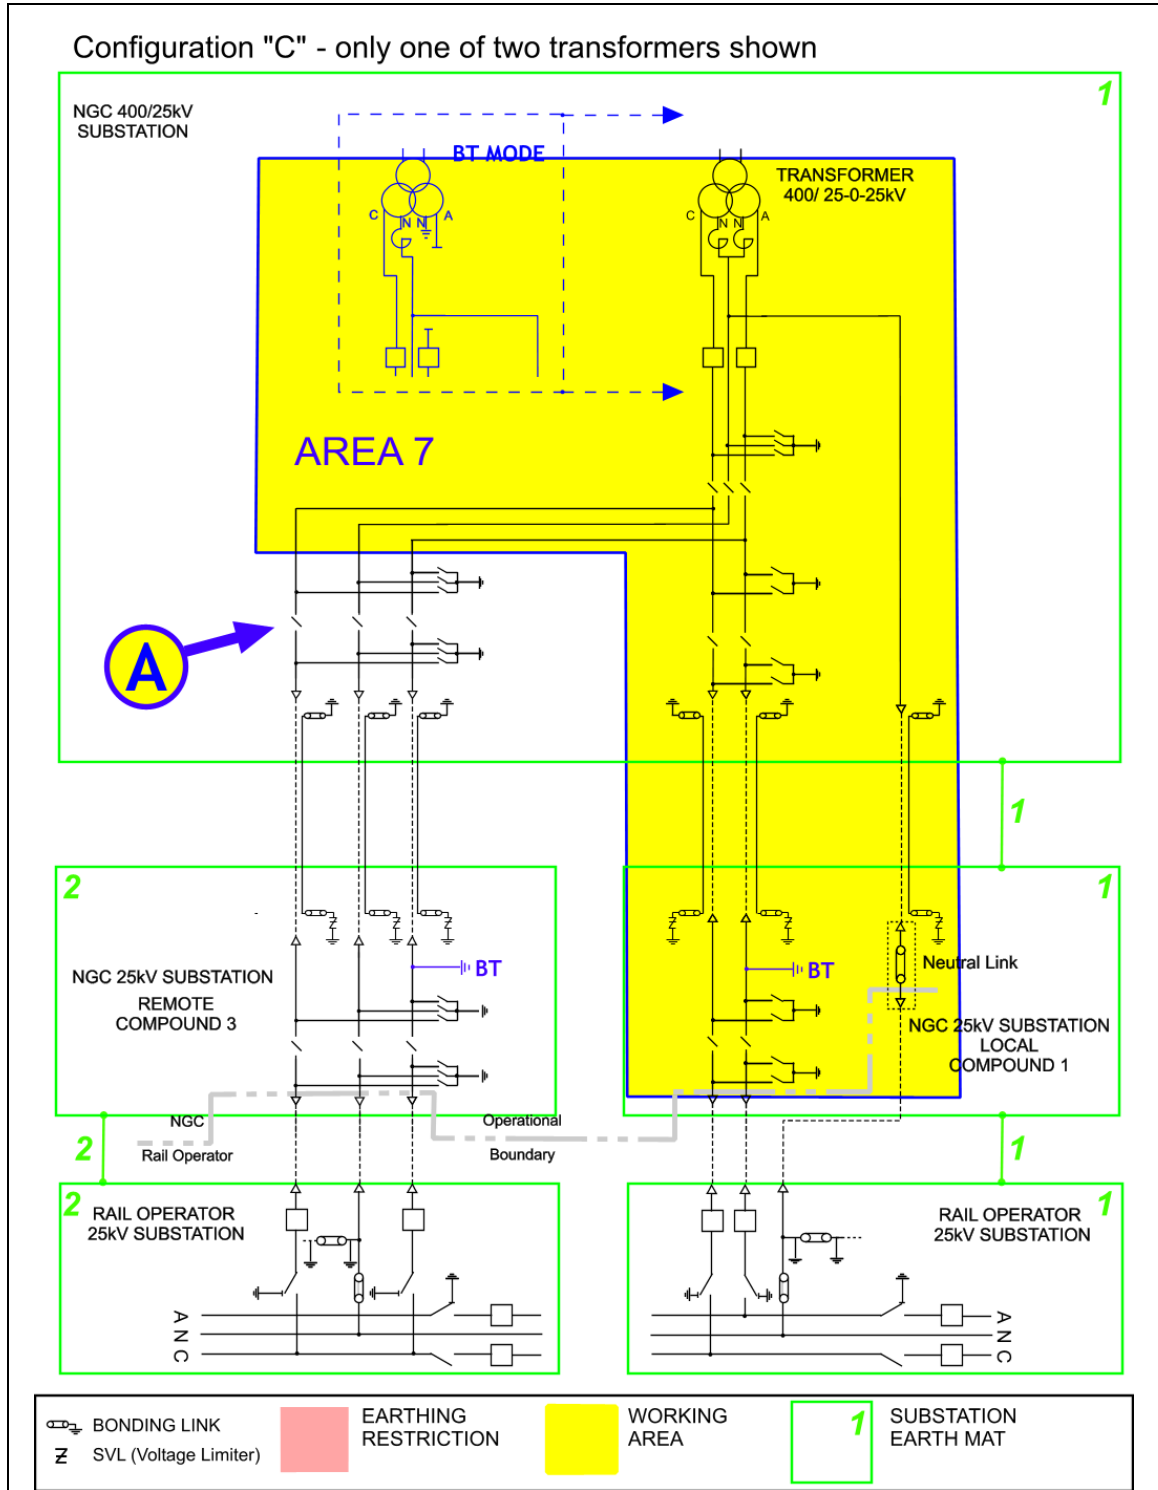 Configuration "C" - only one of two transformers shown
1
NGC 400/25kV
SUBSTATION
BT MODE
TRANSFORMER
400/ 25-0-25kV
C N N A
C N N A
AREA 7
A
1
2
1
NGC 25kV SUBSTATION
REMOTE
COMPOUND 3
BT
BT
Neutral Link
NGC 25kV SUBSTATION
LOCAL
COMPOUND 1
NGC
Operational
Rail Operator
Boundary
2
1
2
RAIL OPERATOR
25kV SUBSTATION
1
RAIL OPERATOR
25kV SUBSTATION
A
N
C
A
N
C
BONDING LINK
SVL (Voltage Limiter)
EARTHING
RESTRICTION
WORKING
AREA
1
SUBSTATION
EARTH MAT